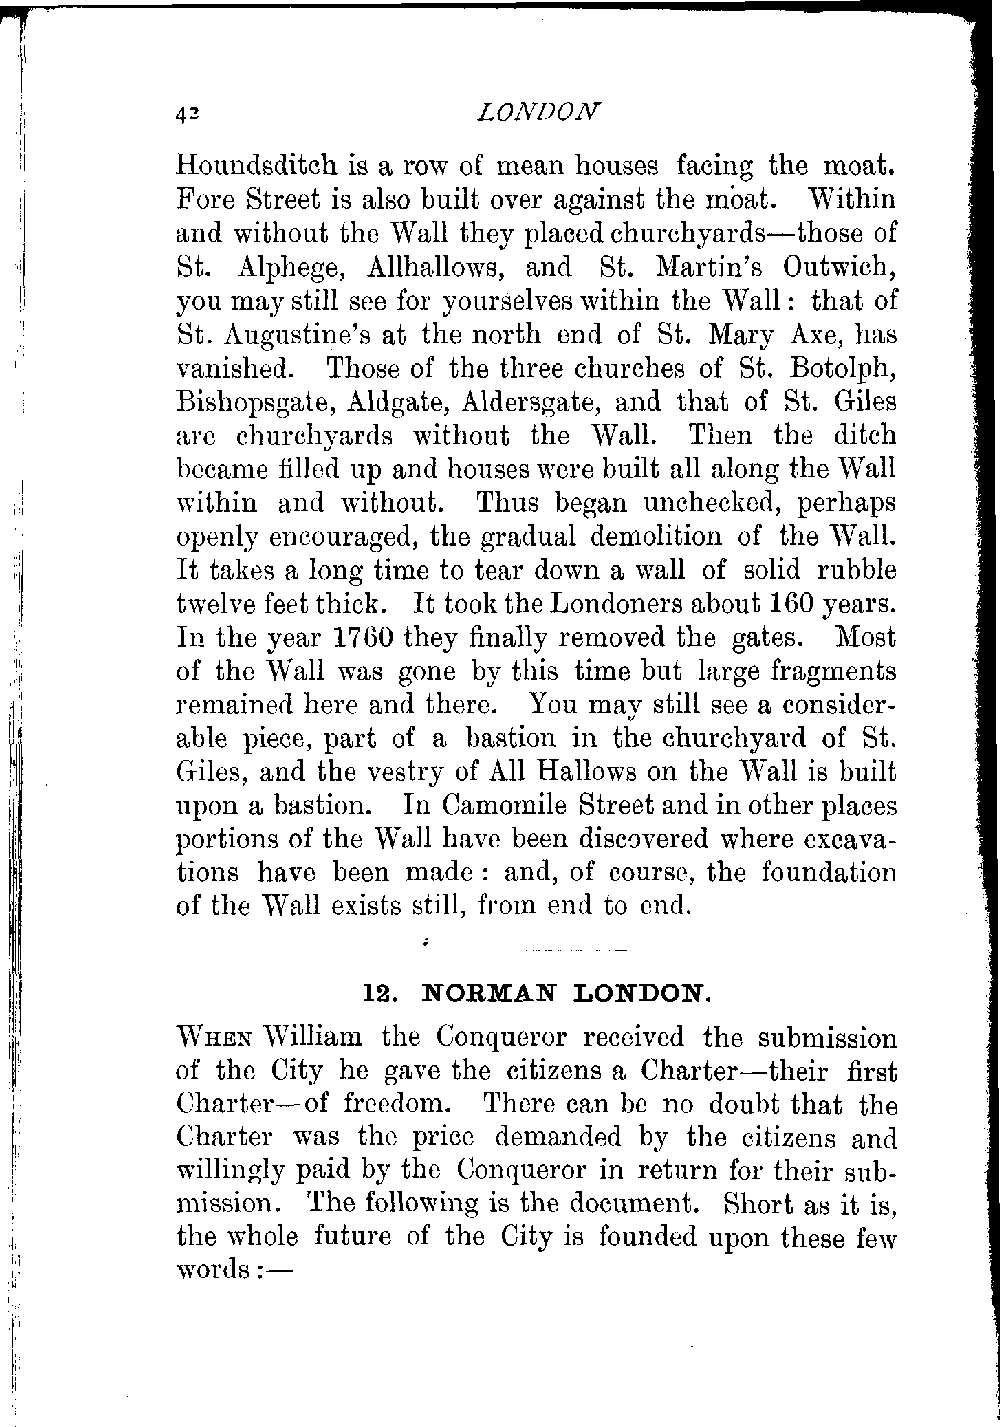 42 LONDON
Houndsditch is a row of mean houses facing the moat.
Fore Street is also built over against the moat. Within
and without the Wall they placed churchyards—those of
St. Alphege, Allhallows, and St. Martin's Outwich,
you may still see for yourselves within the Wall: that of
St. Augustine's at the north end of St. Mary Axe, has
vanished. Those of the three churches of St. Botolph,
Bishopsgate, Aldgate, Aldersgate, and that of St. Giles
are churchyards without the Wall. Then the ditch
became filled up and houses were built all along the Wall
within and without. Thus began unchecked, perhaps
openly encouraged, the gradual demolition of the Wall.
It takes a long time to tear down a wall of solid rubble
twelve feet thick. It took the Londoners about 160 years.
In the year 1760 they finally removed the gates. Most
of the Wall was gone by this time but large fragments
remained here and there. You may still see a consider-
able piece, part of a bastion in the churchyard of St.
Giles, and the vestry of All Hallows on the Wall is built
upon a bastion. In Camomile Street and in other places
portions of the Wall have been discovered where excava-
tions have been made: and, of course, the foundation
of the Wall exists still, from end to end.
12. NORMAN LONDON.
WHEN William the Conqueror received the submission
of the City he gave the citizens a Charter—their first
Charter—of freedom. There can be no doubt that the
Charter was the price demanded by the citizens and
willingly paid by the Conqueror in return for their sub-
mission. The following is the document. Short as it is,
the whole future of the City is founded upon these few
words:—